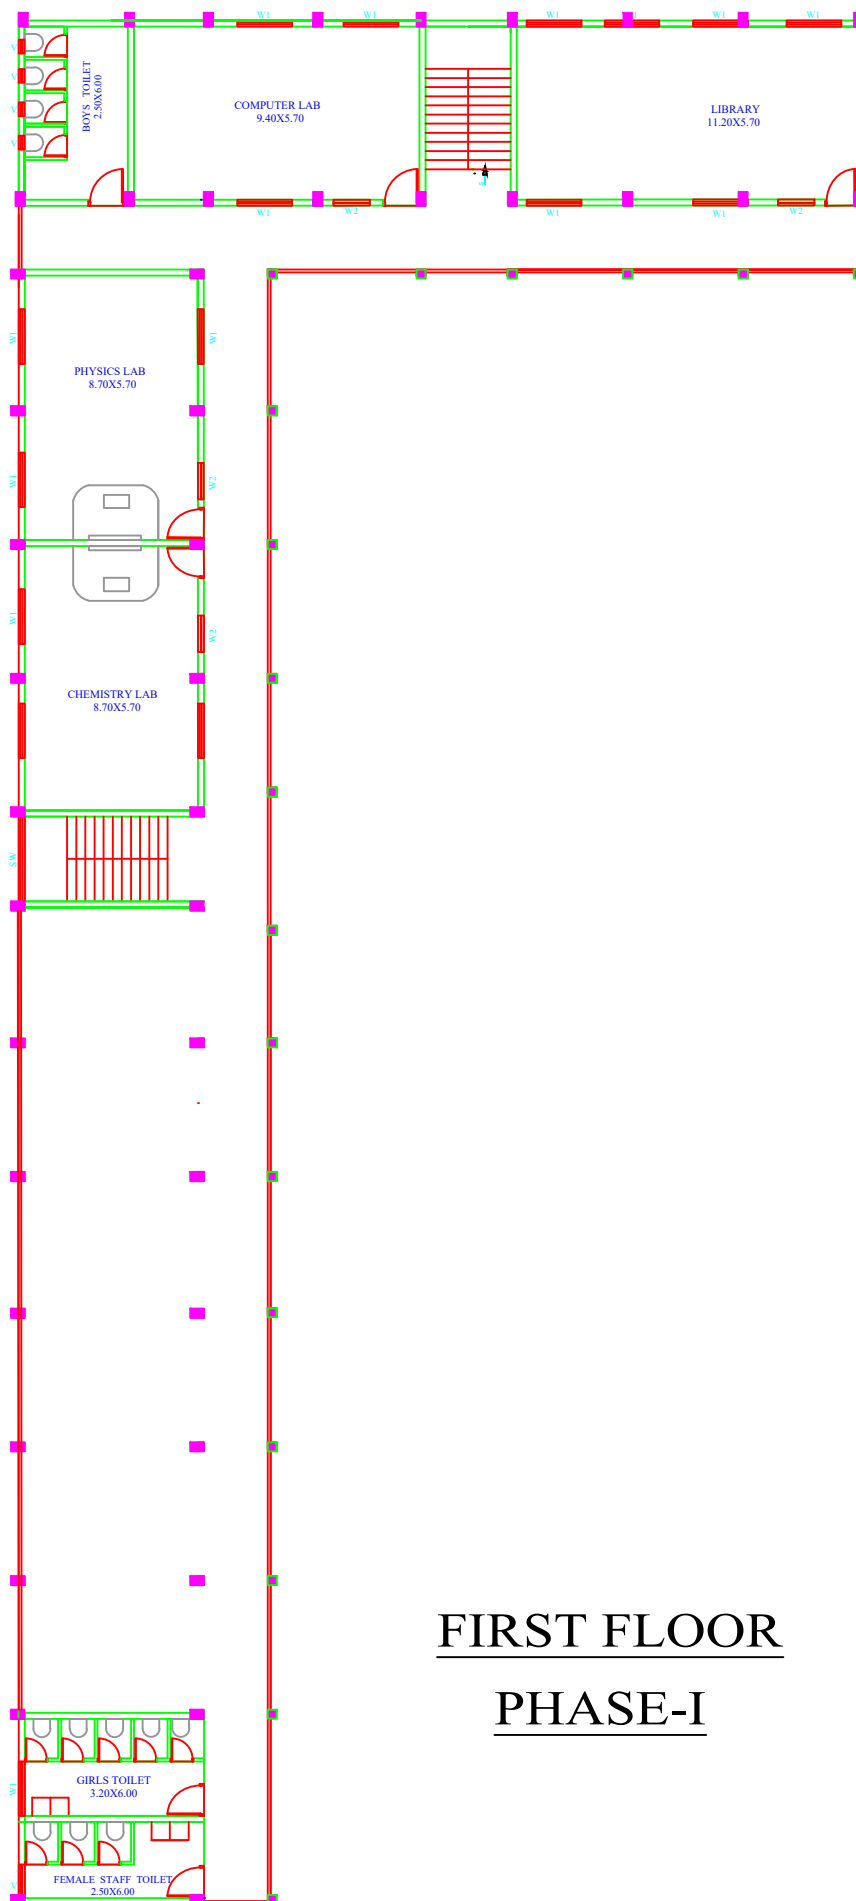 W1 W1 W1 W1 W1
V
V
V
V
BOYS TOILET
2.50X6.00
COMPUTER LAB
9.40X5.70
LIBRARY
11.20X5.70
W1 W2 W1 W1 W2
W1 W1
PHYSICS LAB
8.70X5.70
W1 W2
W1 W2
CHEMISTRY LAB
8.70X5.70
SW
FIRST FLOOR
PHASE-I
GIRLS TOILET
3.20X6.00
W1
FEMALE STAFF TOILET
2.50X6.00
V